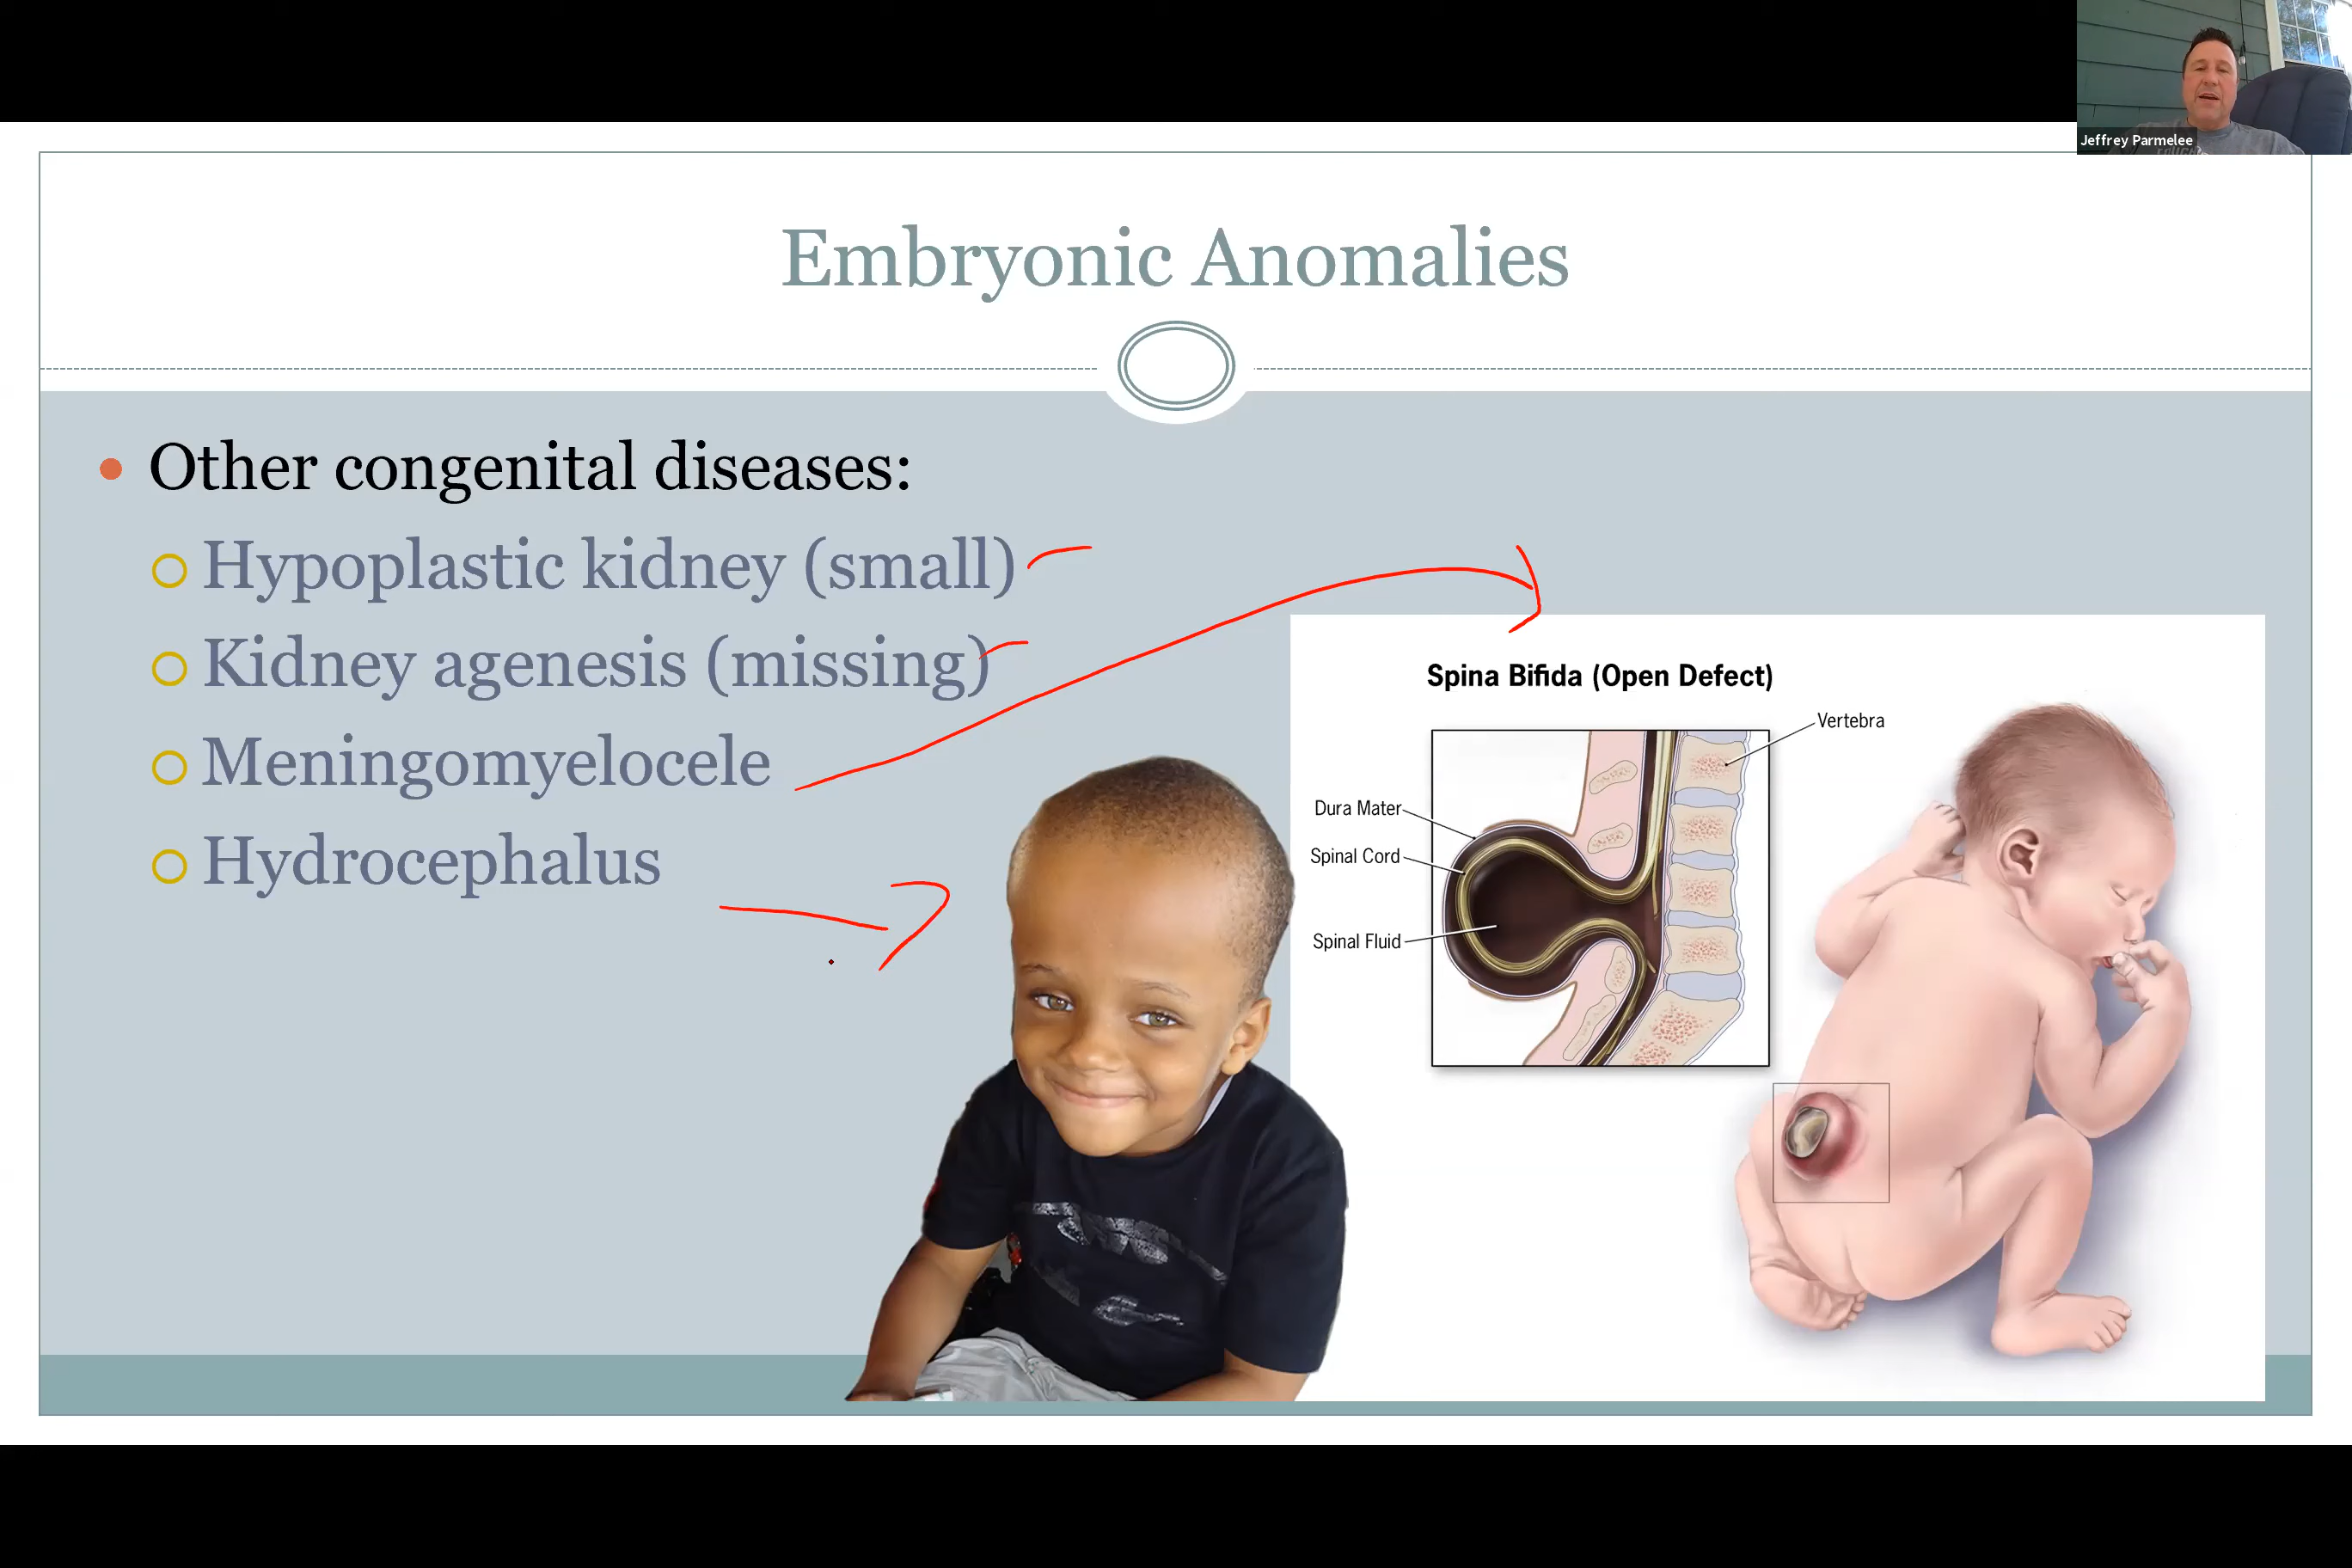 Jeffrey Parmelee
Embryonic Anomalies
Other congenital diseases:
Hypoplastic kidney (small)
Kidney agenesis (missing)
Meningomyelocele
Hydrocephalus
Spina Bifida (Open Defect)
Vertebra
Dura Mater
Spinal Cord
Spinal Fluid